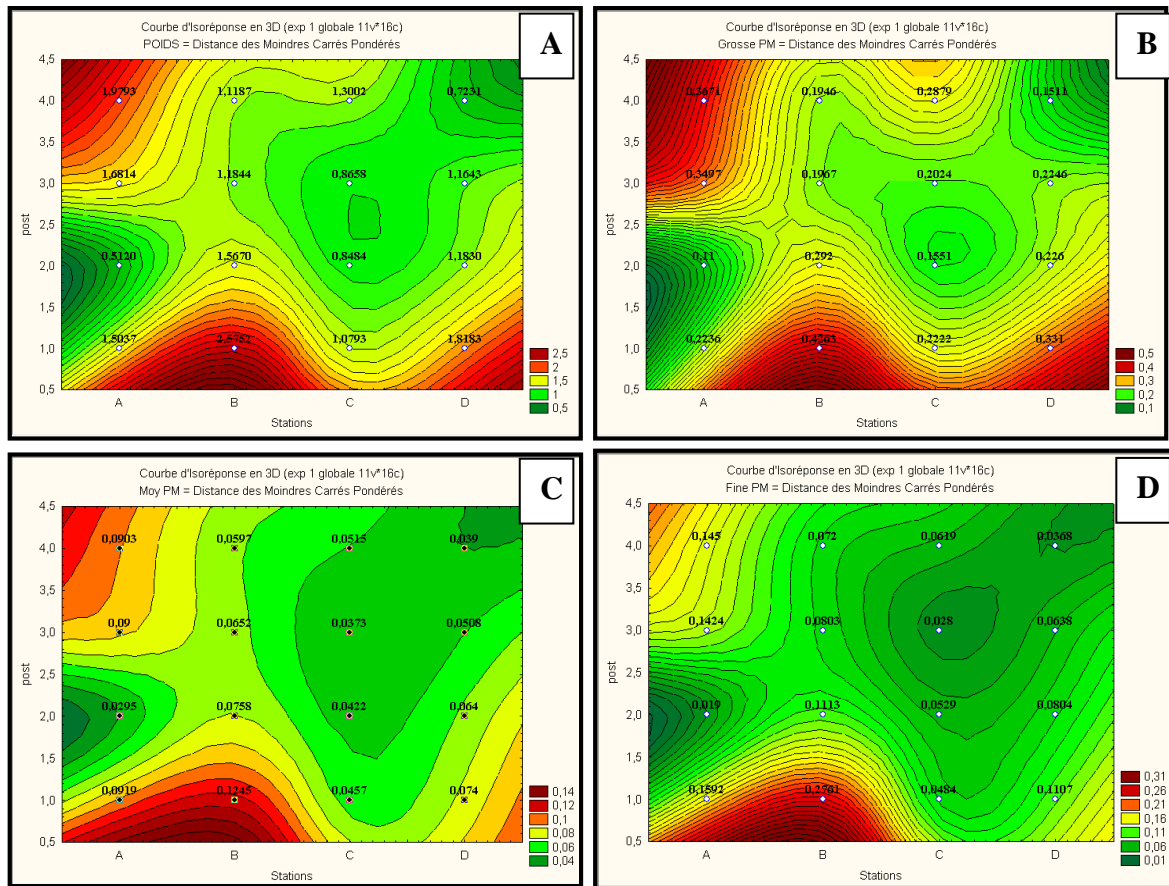 Courbe d'Isoréponse en 3D (exp 1 globale 11v*16c)
POIDS = Distance des Moindres Carrés Pondérés
A
4,5
4,0
3,5
3,0
2,5
2,0
1,5
1,0
0,5
post
1,9793 1,1187 1,3002 0,7231
1,6814 1,1844 0,8658 1,1643
0,5120 1,5670 0,8484 1,1830
1,5037 2,5752 1,0793 1,8183
A B C D
Stations
2,5
2
1,5
1
0,5
Courbe d'Isoréponse en 3D (exp 1 globale 11v*16c)
Grosse PM = Distance des Moindres Carrés Pondérés
B
4,5
4,0
3,5
3,0
2,5
2,0
1,5
1,0
0,5
post
0,3671 0,1946 0,2879 0,1511
0,3497 0,1967 0,2024 0,2246
0,11 0,292 0,1551 0,226
0,2236 0,2222 0,331
A B C D
Stations
0,5
0,4
0,3
0,2
0,1
Courbe d'Isoréponse en 3D (exp 1 globale 11v*16c)
Moy PM = Distance des Moindres Carrés Pondérés
C
4,5
4,0
3,5
3,0
2,5
2,0
1,5
1,0
0,5
post
0,0903 0,0597 0,0515 0,039
0,09 0,0652 0,0373 0,0508
0,0295 0,0758 0,0422 0,064
0,0919 0,1245 0,0457 0,074
A B C D
Stations
0,14
0,12
0,1
0,08
0,06
0,04
Courbe d'Isoréponse en 3D (exp 1 globale 11v*16c)
Fine PM = Distance des Moindres Carrés Pondérés
D
4,5
4,0
3,5
3,0
2,5
2,0
1,5
1,0
0,5
post
0,145 0,072 0,0619 0,0368
0,1424 0,0803 0,028 0,0638
0,019 0,1113 0,0529 0,0804
0,1592 0,2761 0,0484 0,1107
A B C D
Stations
0,31
0,26
0,21
0,16
0,11
0,06
0,01